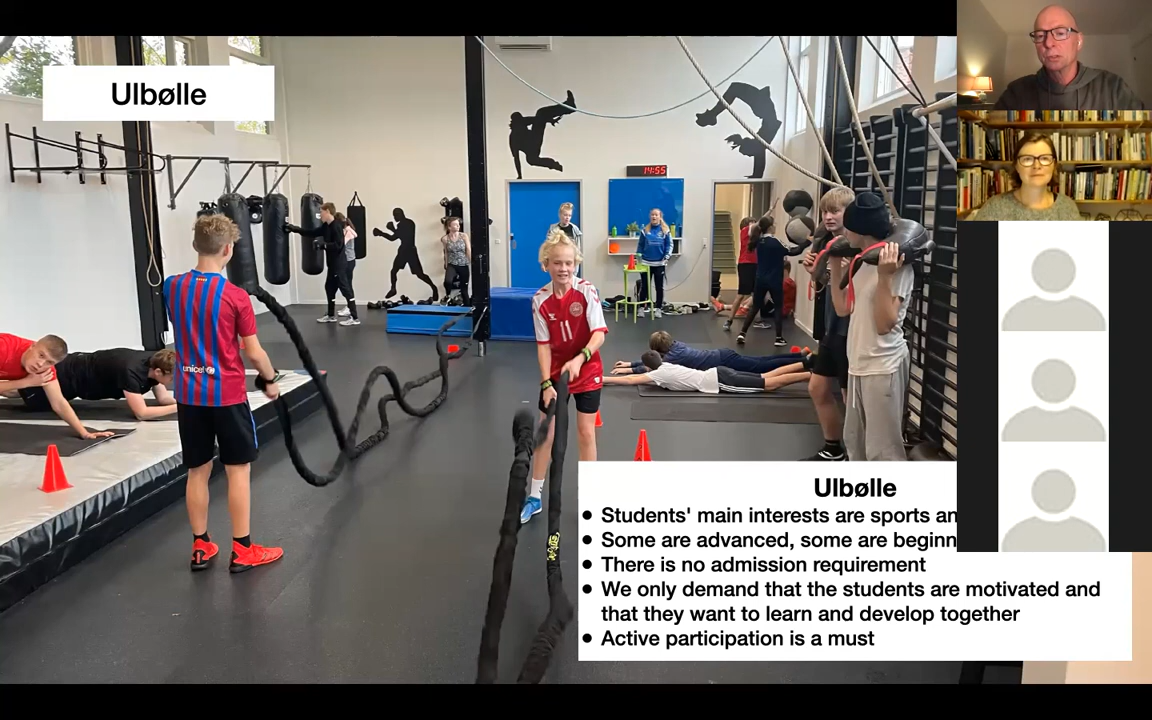 Ulbølle
14:55
unicef
11
Ulbølle
• Students' main interests are sports an
• Some are advanced, some are beginn
• There is no admission requirement
• We only demand that the students are motivated and
that they want to learn and develop together
• Active participation is a must